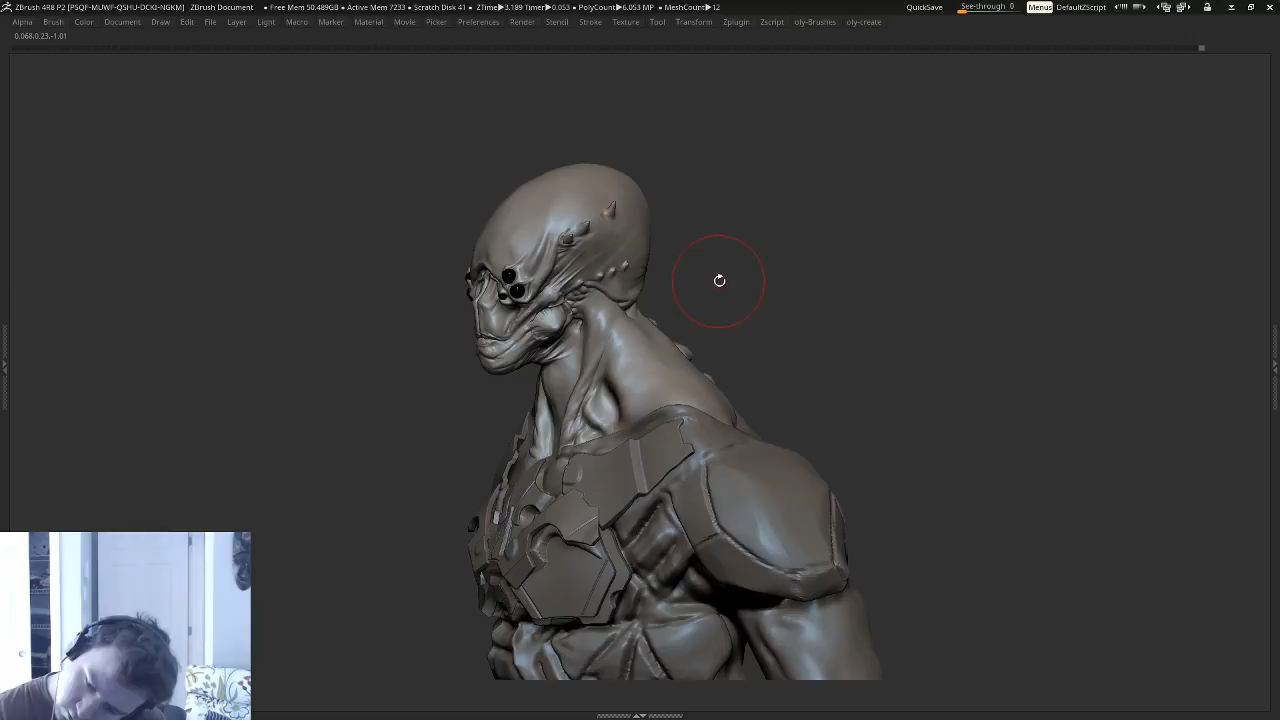 ZBrush 4R8 P2 [PSQF-MUWF-QSHU-DCKI-NGKM] ZBrush Document ● Free Mem 50.489GB ● Active Mem 7233 ● Scratch Disk 41 ● ZTime▶3.189 Timer▶0.053 ● PolyCount▶6.053 MP ● MeshCount▶12 QuickSave See-through 0 Menus DefaultZScript
Alpha Brush Color Document Draw Edit File Layer Light Macro Marker Material Movie Picker Preferences Render Stencil Stroke Texture Tool Transform Zplugin Zscript oly-Brushes oly-create
0.068,0.23,-1.01